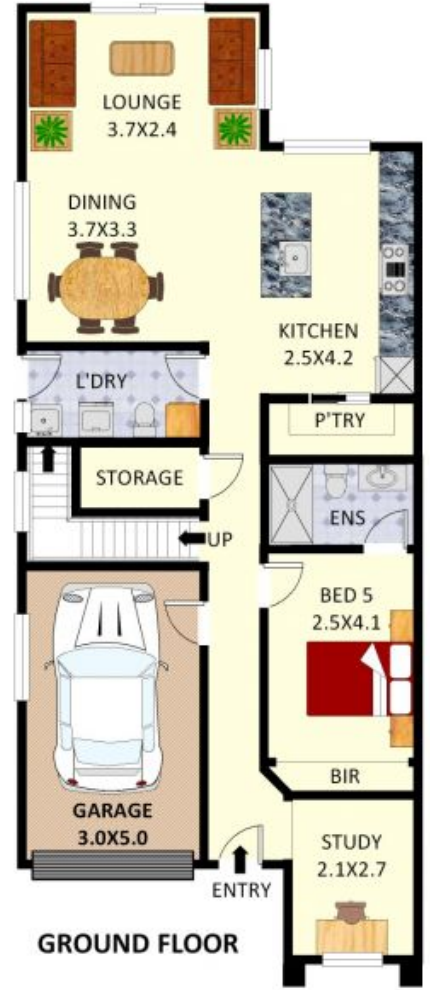 LOUNGE
3.7X2.4
DINING
3.7X3.3
KITCHEN
2.5X4.2
L'DRY
P'TRY
STORAGE
ENS
UP
BED 5
2.5X4.1
BIR
GARAGE
3.0X5.0
STUDY
2.1X2.7
ENTRY
GROUND FLOOR